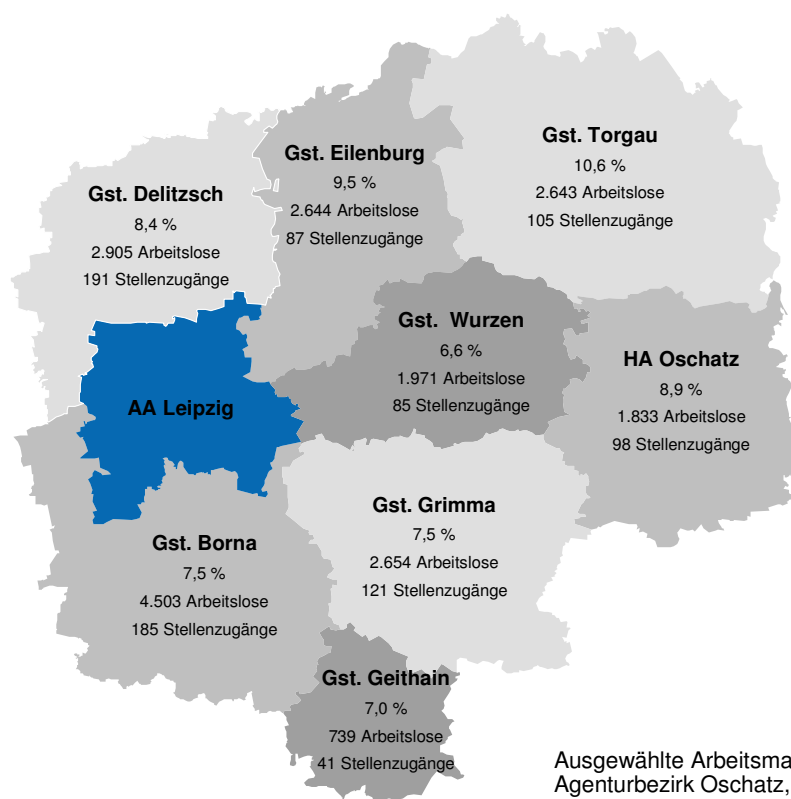 Gst. Torgau
10,6 %
2.643 Arbeitslose
105 Stellenzugänge
Gst. Eilenburg
9,5 %
2.644 Arbeitslose
87 Stellenzugänge
Gst. Delitzsch
8,4 %
2.905 Arbeitslose
191 Stellenzugänge
Gst. Wurzen
6,6 %
1.971 Arbeitslose
85 Stellenzugänge
HA Oschatz
8,9 %
1.833 Arbeitslose
98 Stellenzugänge
AA Leipzig
Gst. Grimma
7,5 %
2.654 Arbeitslose
121 Stellenzugänge
Gst. Borna
7,5 %
4.503 Arbeitslose
185 Stellenzugänge
Gst. Geithain
7,0 %
739 Arbeitslose
41 Stellenzugänge
Ausgewählte Arbeitsma
Agenturbezirk Oschatz,